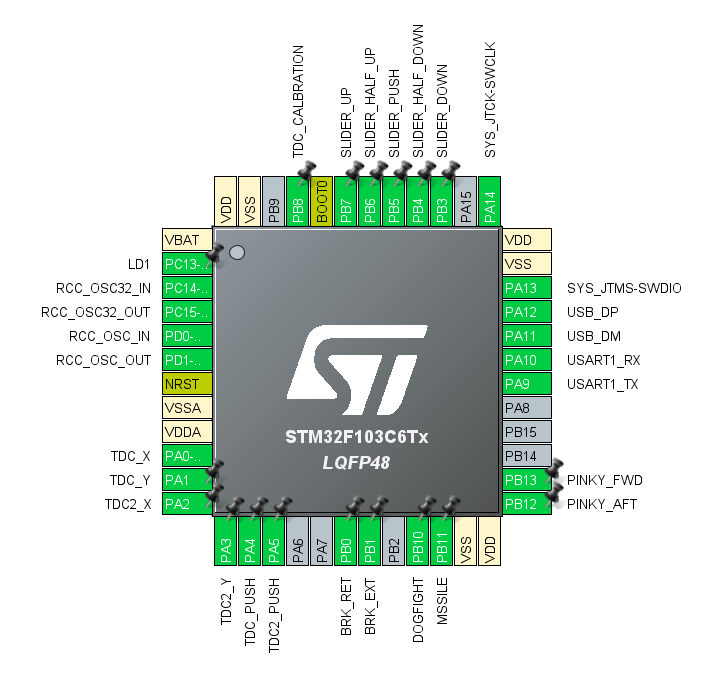 TDC_CALBRATION
SLIDER_UP
SLIDER_HALF_UP
SLIDER_PUSH
SLIDER_HALF_DOWN
SLIDER_DOWN
SYS_JTCK-SWCLK
VDD
VSS
PB9
PB8
BOOT0
PB7
PB6
PB5
PB4
PB3
PA15
PA14
VBAT
LD1 PC13-..
RCC_OSC32_IN PC14-..
RCC_OSC32_OUT PC15-..
RCC_OSC_IN PD0-..
RCC_OSC_OUT PD1-..
NRST
VSSA
VDDA
TDC_X PA0-..
TDC_Y PA1
TDC2_X PA2
VDD
VSS
PA13 SYS_JTMS-SWDIO
PA12 USB_DP
PA11 USB_DM
PA10 USART1_RX
PA9 USART1_TX
PA8
PB15
PB14
PB13 PINKY_FWD
PB12 PINKY_AFT
ST
STM32F103C6Tx
LQFP48
PA3
PA4
PA5
PA6
PA7
PB0
PB1
PB2
PB10
PB11
VSS
VDD
TDC2_Y
TDC_PUSH
TDC2_PUSH
BRK_RET
BRK_EXT
DOGFIGHT
MSSILE